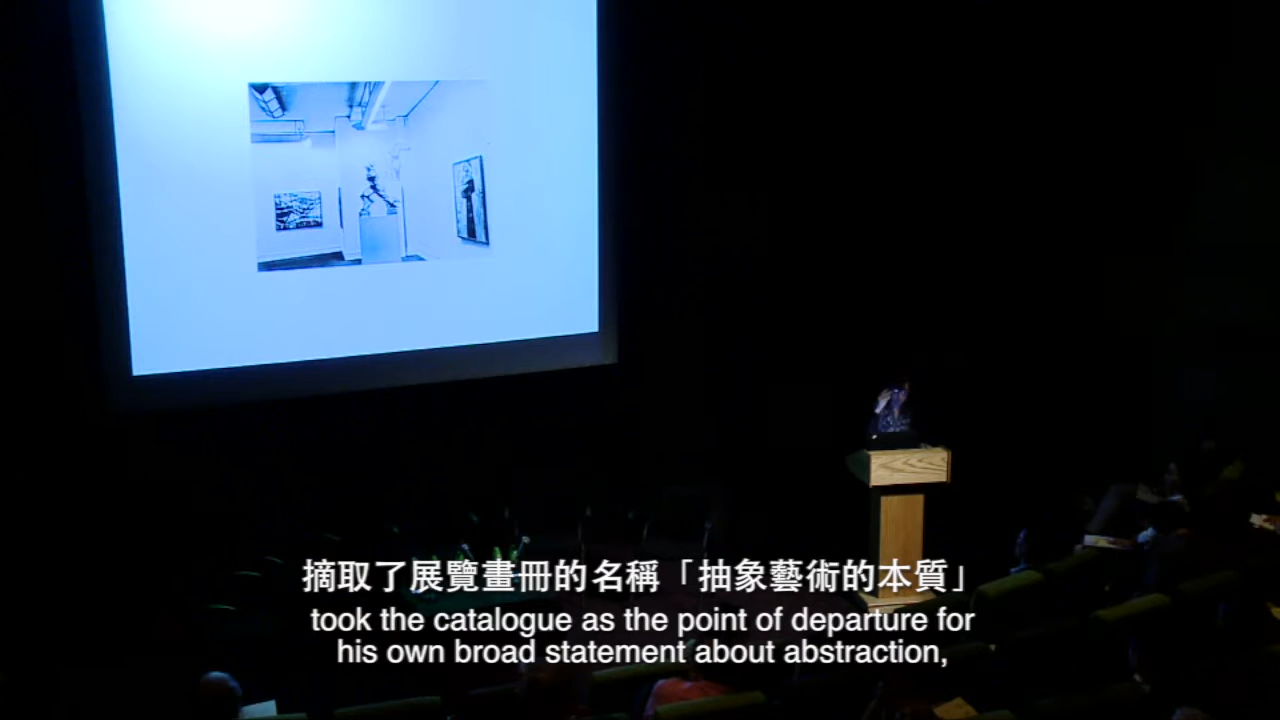 摘取了展覽畫冊的名稱「抽象藝術的本質」
took the catalogue as the point of departure for
his own broad statement about abstraction,